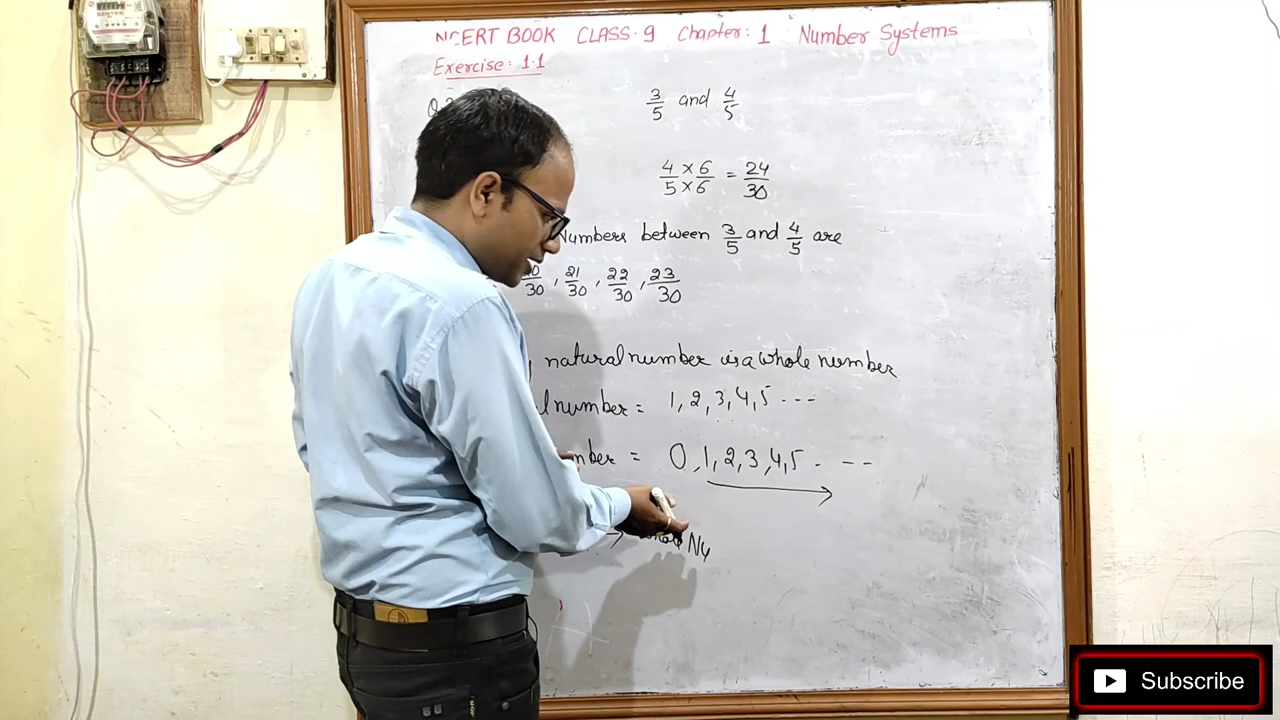 NCERT BOOK CLASS-9 Chapter: 1 Number Systems
Exercise: 1.1
3/5 and 4/5
4×6/5×6 = 24/30
Numbers between 3/5 and 4/5 are
/30, 21/30, 22/30, 23/30
natural number is a whole number
number = 1, 2, 3, 4, 5 ---
= 0, 1, 2, 3, 4, 5 - --
Subscribe